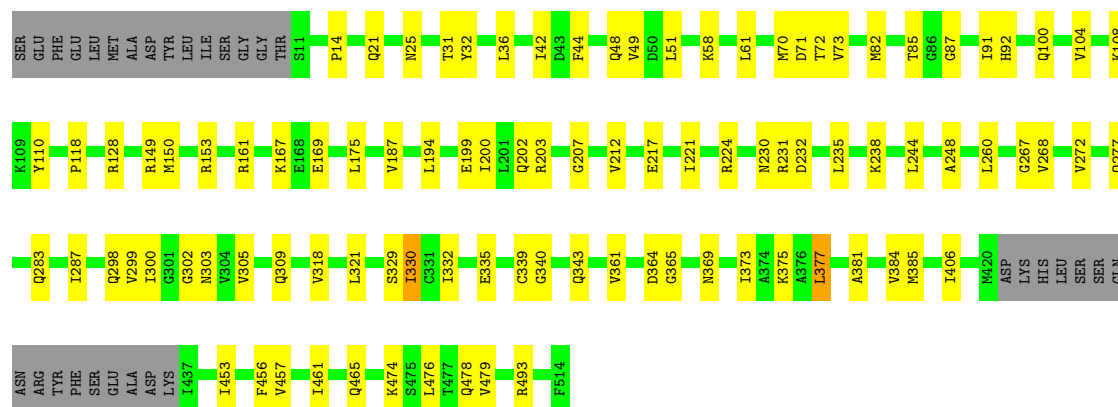 SER GLU PHE GLU LEU MET ALA ASP TYR LEU ILE SER GLY GLY THR S11 P14 Q21 N25 T31 Y32 L36 I42 D43 F44 Q48 V49 D50 L51 K58 L61 M70 D71 T72 V73 M82 T85 G86 G87 I91 H92 Q100 V104 K108
K109 Y110 P118 R128 R149 M150 R153 R161 K167 E168 E169 L175 V187 L194 E199 I200 L201 Q202 R203 G207 V212 E217 I221 R224 N230 R231 D232 L235 K238 L244 A248 L260 G267 V268 V272
Q283 I287 Q298 V299 I300 G301 G302 N303 V304 V305 Q309 V318 L321 S329 I330 C331 I332 E335 C339 G340 Q343 V361 D364 G365 N369 I373 A374 K375 A376 L377 A381 V384 M385 I406 M420 ASP LYS HIS LEU SER SER GLN
ASN ARG TYR PHE SER GLU ALA ASP LYS I437 I453 F456 V457 I461 Q465 K474 S475 L476 T477 Q478 V479 R493 F514